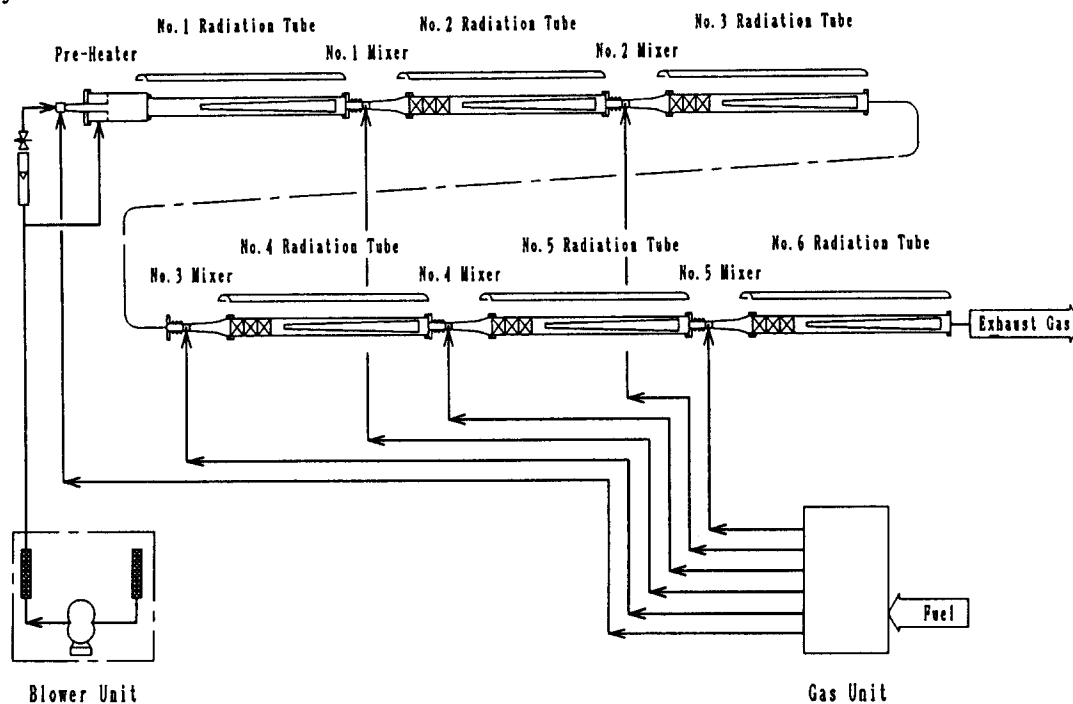 No.1 Radiation Tube
No.2 Radiation Tube
No.3 Radiation Tube
Pre-Heater
No.1 Mixer
No.2 Mixer
No.4 Radiation Tube
No.5 Radiation Tube
No.6 Radiation Tube
No.3 Mixer
No.4 Mixer
No.5 Mixer
Exhaust Gas
Fuel
Blower Unit
Gas Unit